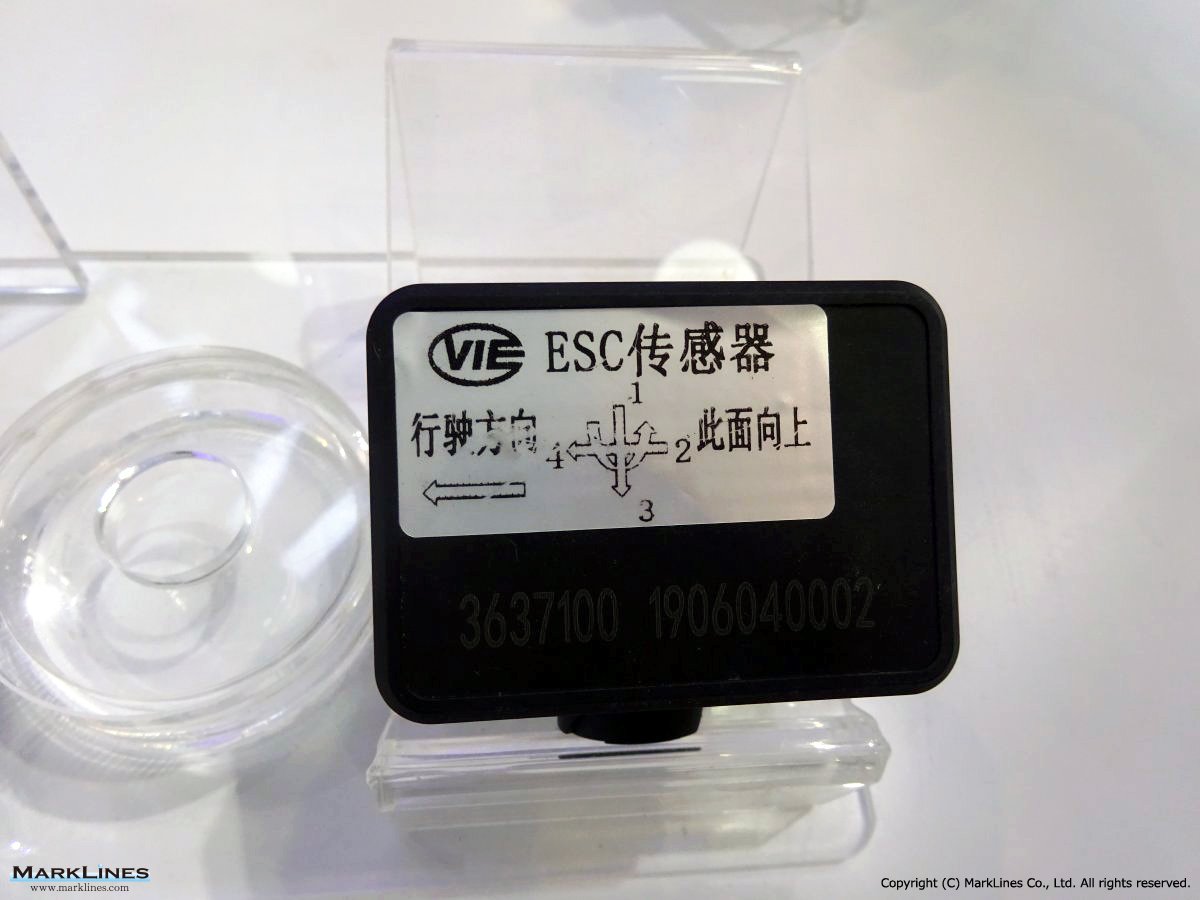 VIE ESC传感器
1
行驶方向 4 2 此面向上
3
3637100 1906040002
MARKLINES
www.marklines.com
Copyright (C) MarkLines Co., Ltd. All rights reserved.